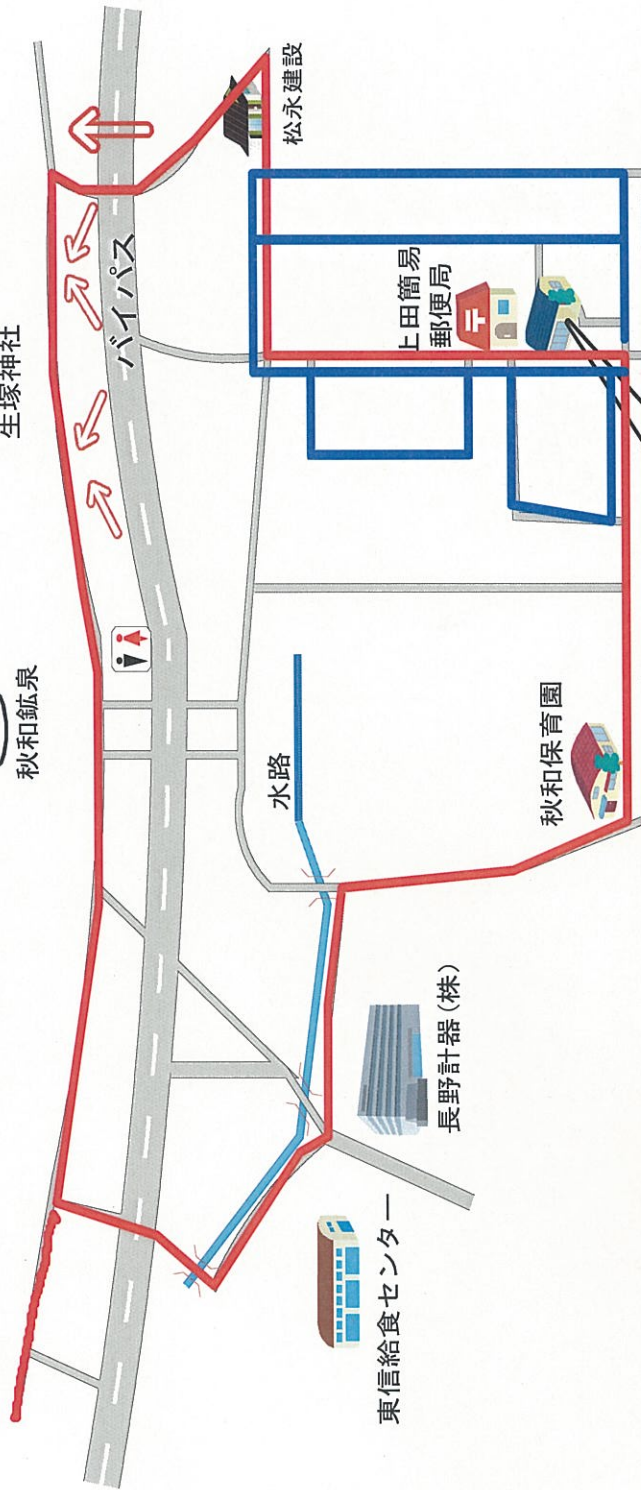 生塚神社
秋和鉱泉
バイパス
松永建設
上田簡易
郵便局
〒
水路
秋和保育園
長野計器(株)
東信給食センター